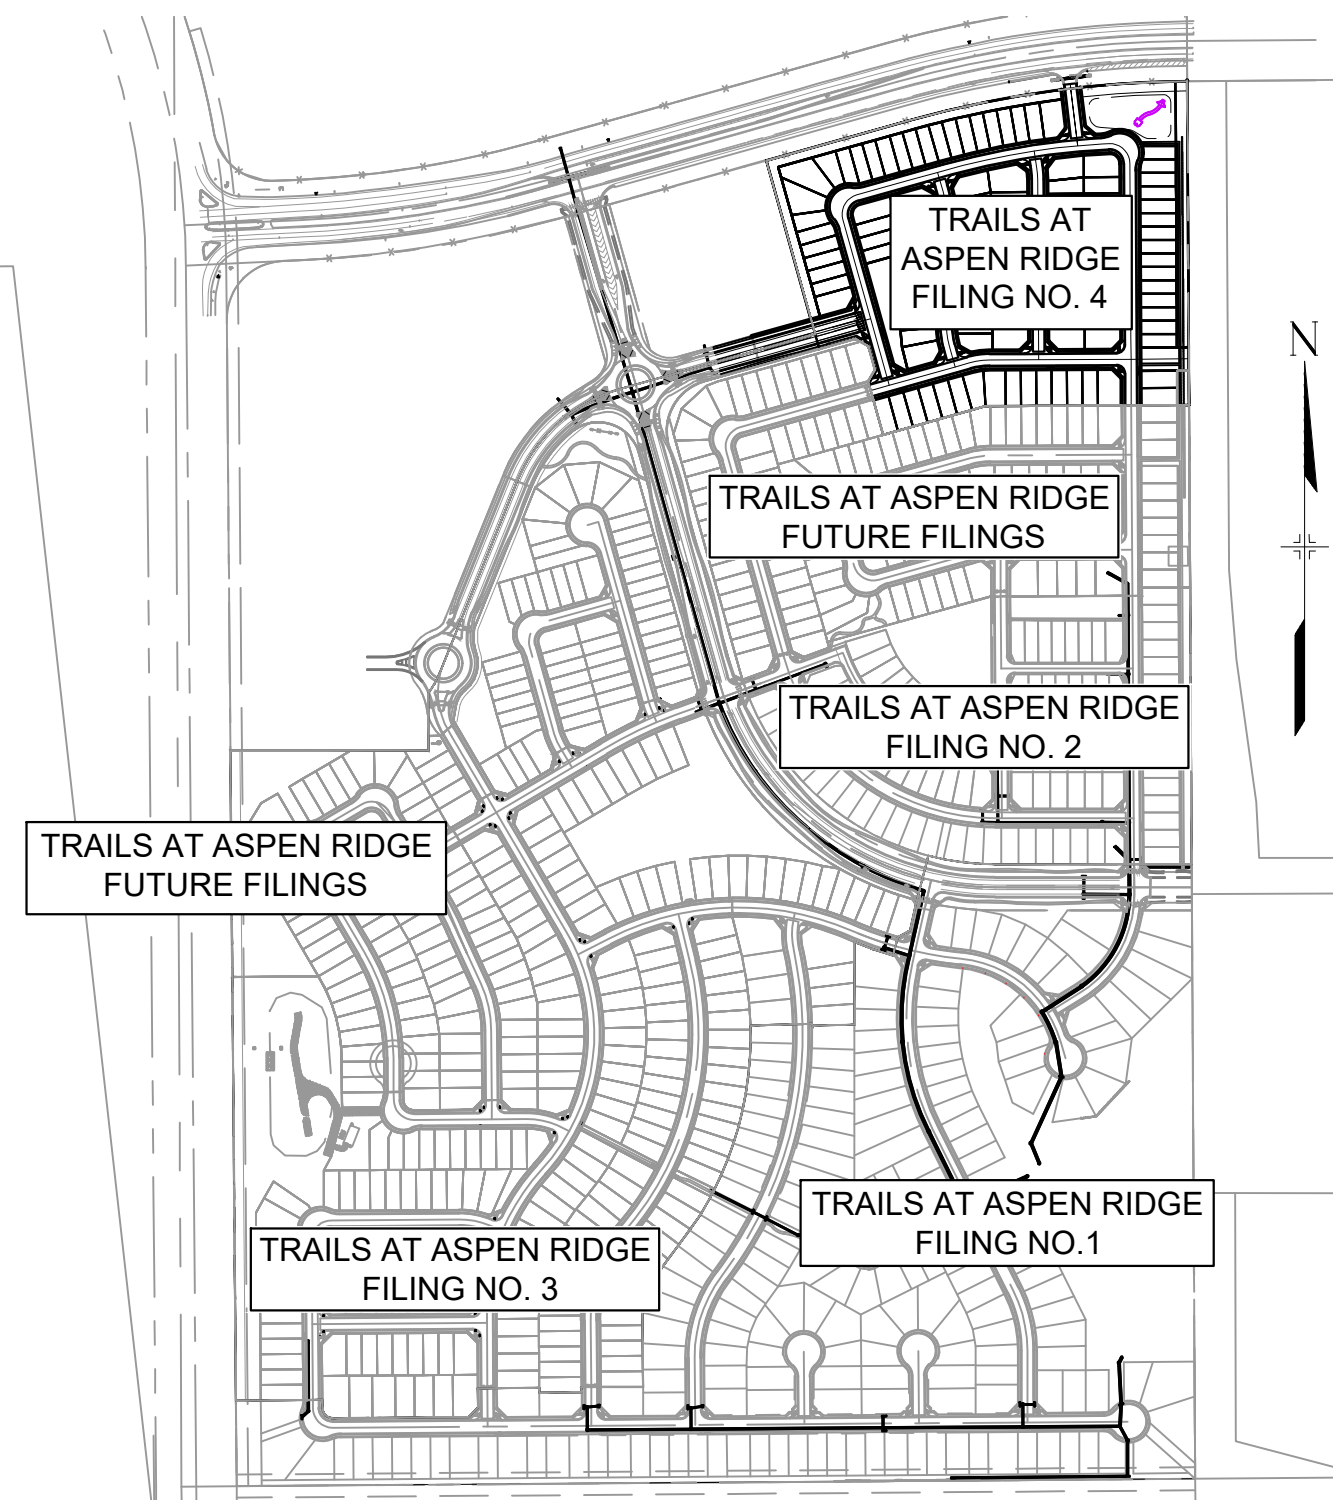 TRAILS AT
ASPEN RIDGE
FILING NO. 4
N
TRAILS AT ASPEN RIDGE
FUTURE FILINGS
TRAILS AT ASPEN RIDGE
FILING NO. 2
TRAILS AT ASPEN RIDGE
FUTURE FILINGS
TRAILS AT ASPEN RIDGE
FILING NO.1
TRAILS AT ASPEN RIDGE
FILING NO. 3